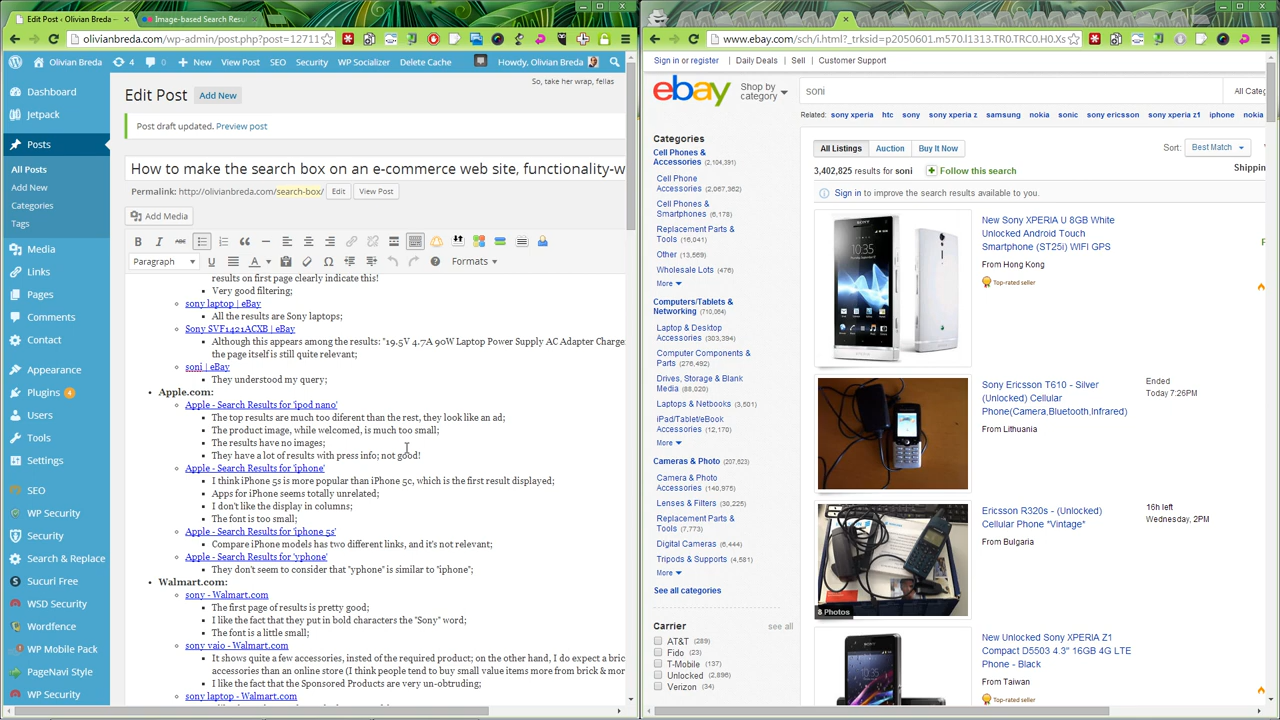 Edit Post ‹ Olivian Breda
Image-based Search Resu
olivianbreda.com/wp-admin/post.php?post=12711
Olivian Breda
4
0
New
View Post
Insights
SEO
Security
WP Socializer
Delete Cache
Howdy, Olivian Breda
So, take her wrap, fellas
Dashboard
Jetpack
Posts
All Posts
Add New
Categories
Tags
Media
Links
Pages
Comments
Contact
Appearance
Plugins 4
Users
Tools
Settings
SEO
WP Security
Security
Search & Replace
Sucuri Free
WSD Security
Wordfence
WP Mobile Pack
PageNavi Style
WP Security
Edit Post
Add New
Post draft updated. Preview post
How to make the search box on an e-commerce web site, functionality-w
Permalink: http://olivianbreda.com/search-box/
Edit
View Post
Add Media
Paragraph
Formats
results on first page clearly indicate this!
Very good filtering;
sony laptop | eBay
All the results are Sony laptops;
Sony SVF1421ACXB | eBay
Although this appears among the results: "19.5V 4.7A 90W Laptop Power Supply AC Adapter Charge
the page itself is still quite relevant;
soni | eBay
They understood my query;
Apple.com:
Apple - Search Results for 'ipod nano'
The top results are much too diferent than the rest, they look like an ad;
The product image, while welcomed, is much too small;
The results have no images;
They have a lot of results with press info; not good!
Apple - Search Results for 'iphone'
I think iPhone 5s is more popular than iPhone 5c, which is the first result displayed;
Apps for iPhone seems totally unrelated;
I don't like the display in columns;
The font is too small;
Apple - Search Results for 'iphone 5s'
Compare iPhone models has two different links, and it's not relevant;
Apple - Search Results for 'yphone'
They don't seem to consider that "yphone" is similar to "iphone";
Walmart.com:
sony - Walmart.com
The first page of results is pretty good;
I like the fact that they put in bold characters the "Sony" word;
The font is a little small;
sony vaio - Walmart.com
It shows quite a few accessories, insted of the required product; on the other hand, I do expect a bric
accessories than an online store (I think people tend to buy small value items more from brick & mor
I like the fact that the Sponsored Products are very un-obtruding;
sony laptop - Walmart.com
www.ebay.com/sch/i.html?_trksid=p2050601.m570.l1313.TR0.TRC0.H0.Xs
Sign in or register
Daily Deals
Sell
Customer Support
ebay
Shop by
category
soni
All Categ
Related: sony xperia htc sony sony xperia z samsung nokia sonic sony ericsson sony xperia z1 iphone nokia
Categories
Cell Phones &
Accessories (2,104,391)
Cell Phone
Accessories (2,067,362)
Cell Phones &
Smartphones (6,178)
Replacement Parts &
Tools (16,041)
Other (13,569)
Wholesale Lots (476)
More
Computers/Tablets &
Networking (710,064)
Laptop & Desktop
Accessories (303,394)
Computer Components &
Parts (276,492)
Drives, Storage & Blank
Media (88,020)
Laptops & Netbooks (3,501)
iPad/Tablet/eBook
Accessories (12,170)
More
Cameras & Photo (207,623)
Camera & Photo
Accessories (140,975)
Lenses & Filters (30,225)
Replacement Parts &
Tools (7,773)
Digital Cameras (6,444)
Tripods & Supports (4,581)
More
See all categories
Carrier
see all
AT&T (289)
Fido (23)
T-Mobile (137)
Unlocked (2,896)
Verizon (34)
All Listings
Auction
Buy It Now
Sort: Best Match
3,402,825 results for soni
Follow this search
Shippin
Sign in to improve the search results available to you.
New Sony XPERIA U 8GB White
Unlocked Android Touch
Smartphone (ST25i) WIFI GPS
From Hong Kong
Top-rated seller
Sony Ericsson T610 - Silver
(Unlocked) Cellular
Phone(Camera,Bluetooth,Infrared)
From Lithuania
Ended
Today 7:26PM
Ericsson R320s - (Unlocked)
Cellular Phone *Vintage*
From Bulgaria
16h left
Wednesday, 2PM
8 Photos
New Unlocked Sony XPERIA Z1
Compact D5503 4.3" 16GB 4G LTE
Phone - Black
From Taiwan
Top-rated seller